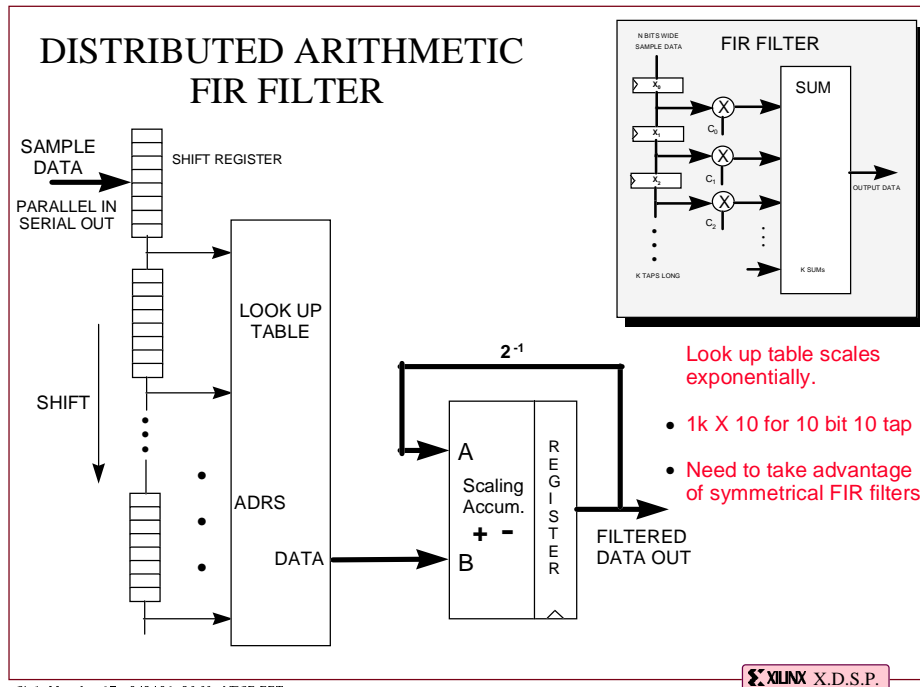 DISTRIBUTED ARITHMETIC
FIR FILTER
SAMPLE
DATA
PARALLEL IN
SERIAL OUT
SHIFT REGISTER
SHIFT
LOOK UP
TABLE
ADRS
DATA
2 -1
A
Scaling
Accum.
+ -
B
REGISTER
FILTERED
DATA OUT
N BITS WIDE
SAMPLE DATA
FIR FILTER
X0
X1
X2
X
C0
X
C1
X
C2
K TAPS LONG
SUM
OUTPUT DATA
K SUMs
Look up table scales
exponentially.
• 1k X 10 for 10 bit 10 tap
• Need to take advantage
of symmetrical FIR filters
XILINX X.D.S.P.